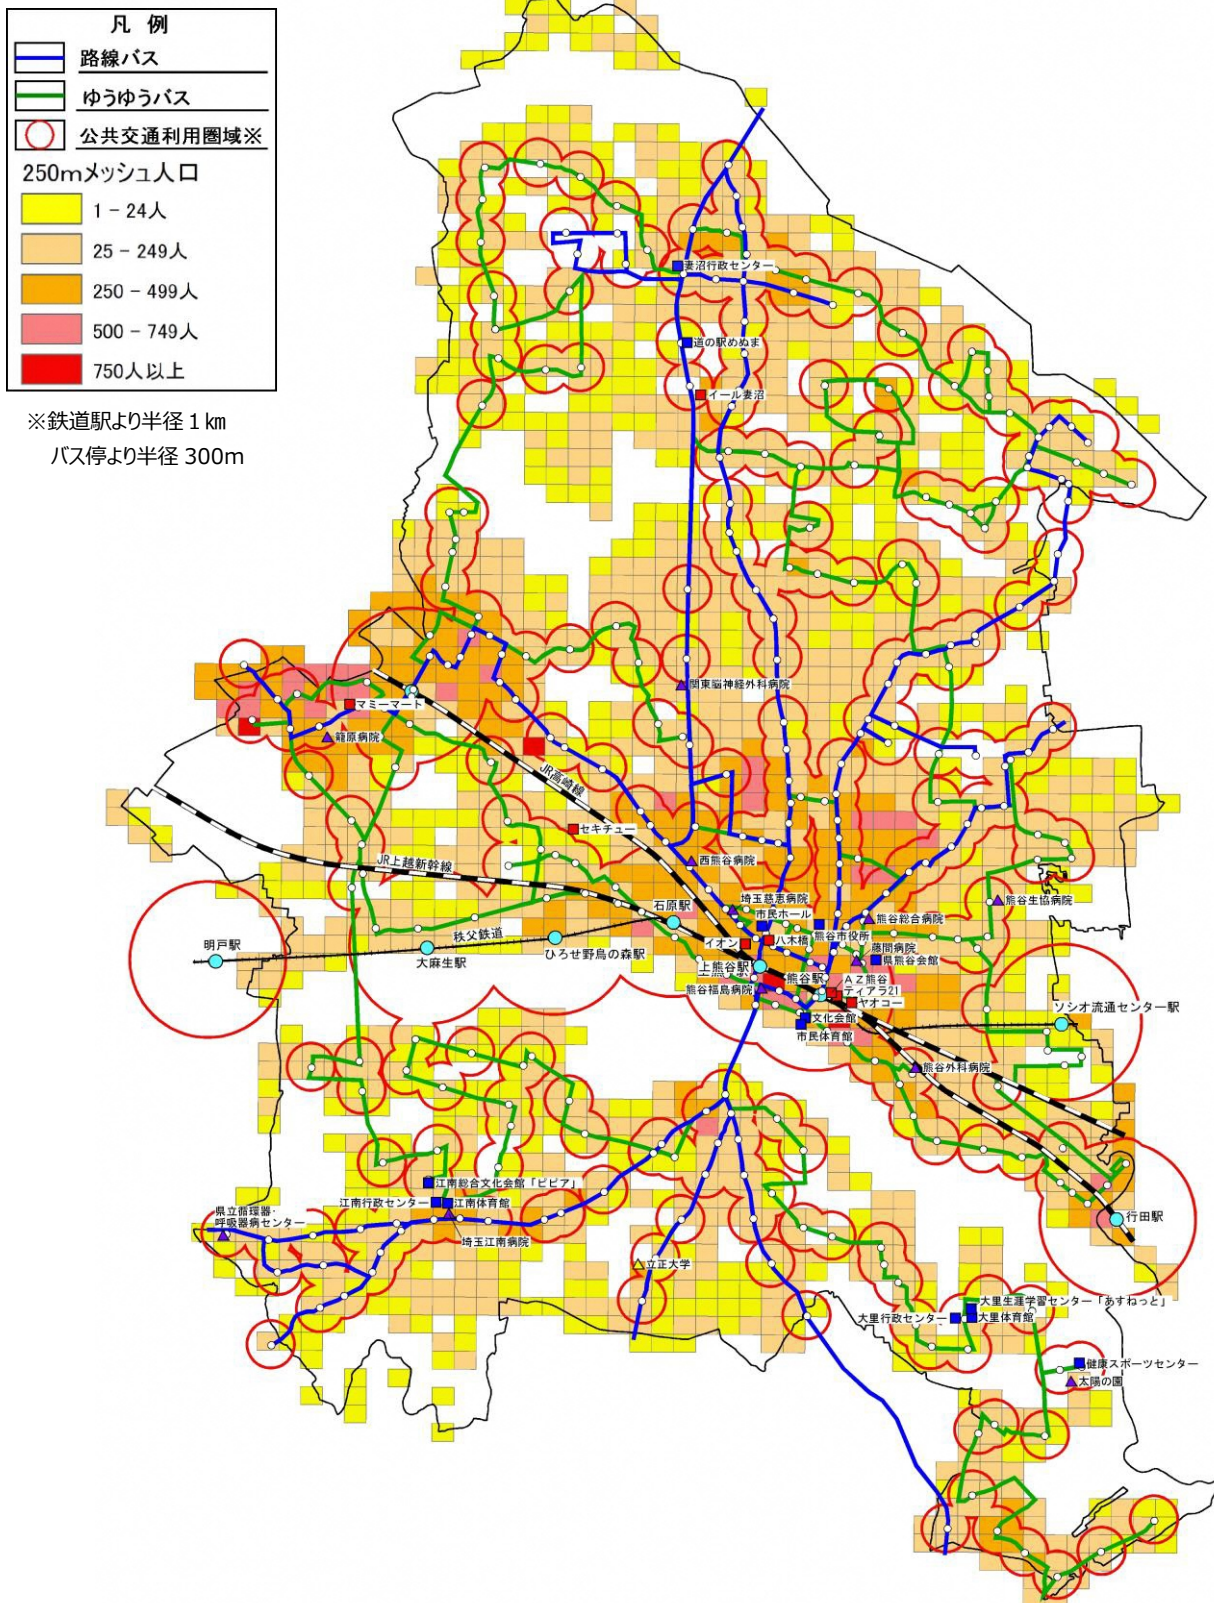 凡 例
路線バス
ゆうゆうバス
公共交通利用圏域※
250mメッシュ人口
1 - 24人
25 - 249人
250 - 499人
500 - 749人
750人以上
※鉄道駅より半径 1 km
バス停より半径 300m
妻沼行政センター
道の駅めぬま
イール妻沼
関東脳神経外科病院
マミーマート
籠原病院
JR高崎線
セキチュー
JR上越新幹線
西熊谷病院
埼玉慈恵病院
石原駅
市民ホール
熊谷生協病院
熊谷総合病院
秩父鉄道
イオン
八木橋
熊谷市役所
明戸駅
大麻生駅
ひろせ野鳥の森駅
藤間病院
県熊谷会館
上熊谷駅
熊谷駅
AZ熊谷
熊谷福島病院
ティアラ21
ヤオコー
ソシオ流通センター駅
文化会館
市民体育館
熊谷外科病院
江南総合文化会館「ピピア」
江南行政センター
江南体育館
県立循環器・
呼吸器病センター
行田駅
埼玉江南病院
立正大学
大里生涯学習センター「あすねっと」
大里行政センター
大里体育館
健康スポーツセンター
太陽の園